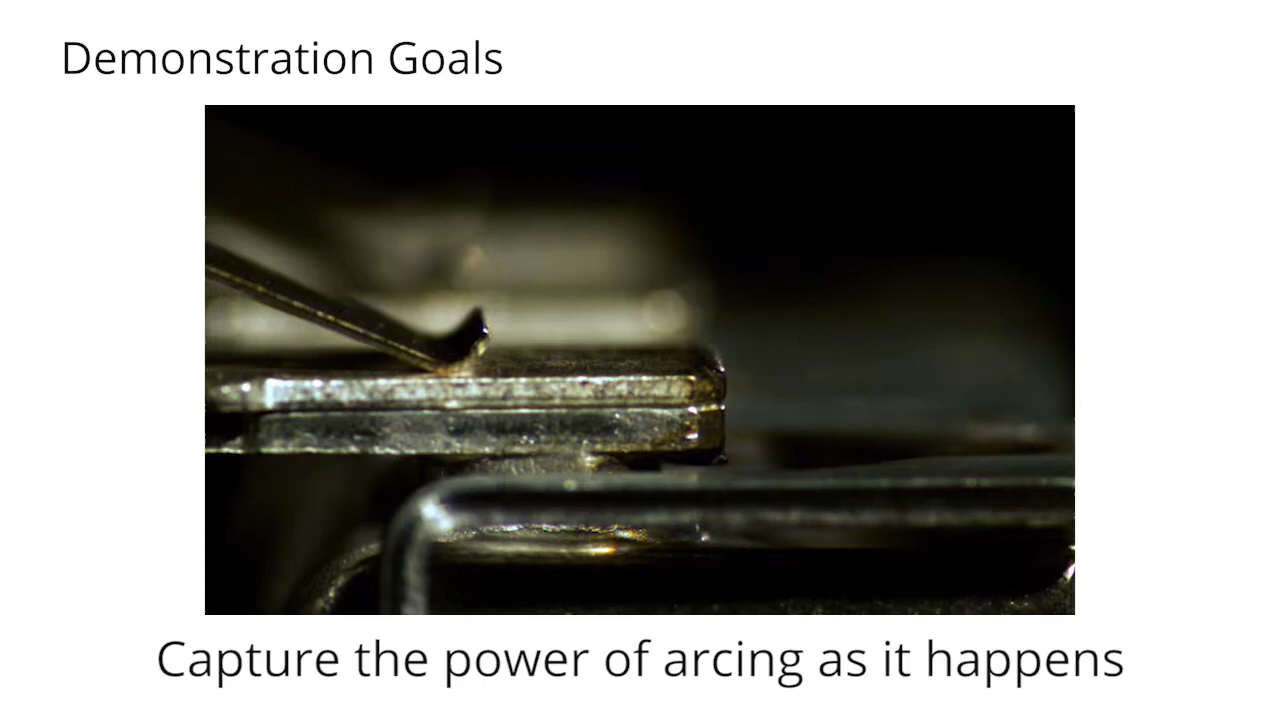 Demonstration Goals
Capture the power of arcing as it happens